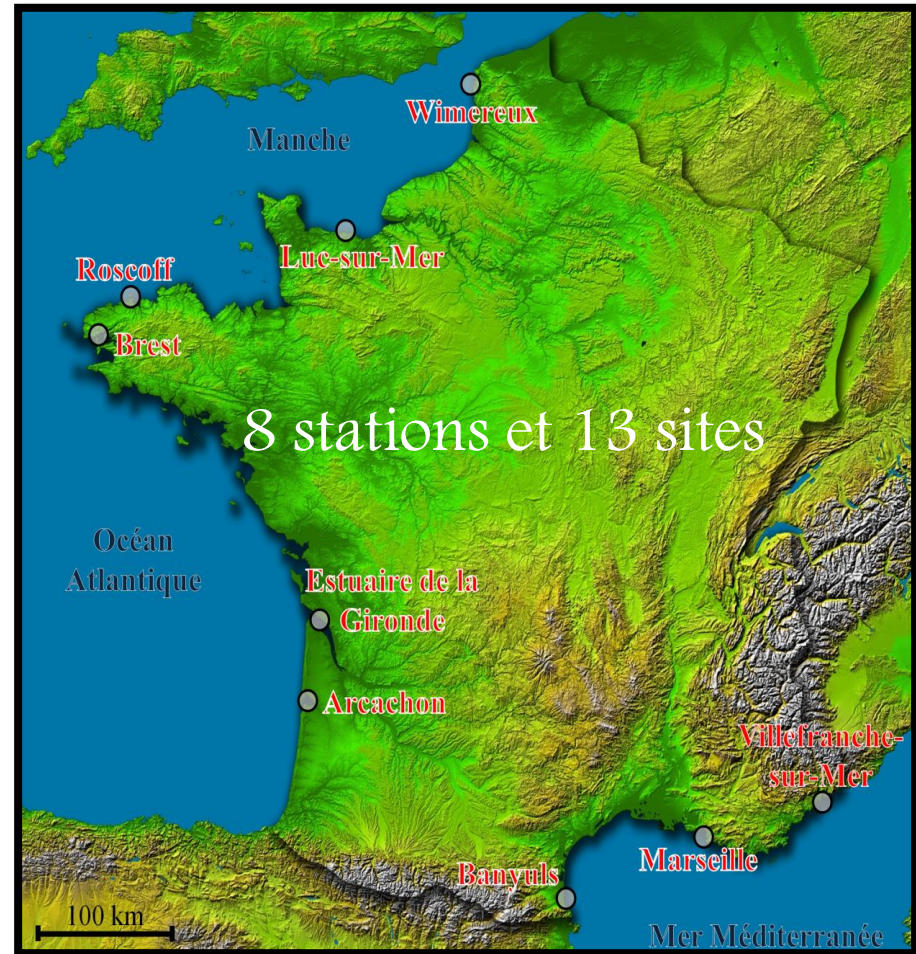 Wimereux
Manche
Luc-sur-Mer
Roscoff
Brest
8 stations et 13 sites
Océan
Atlantique
Estuaire de la
Gironde
Arcachon
Villefranche-
sur-Mer
Marseille
Banyuls
100 km
Mer Méditerranée